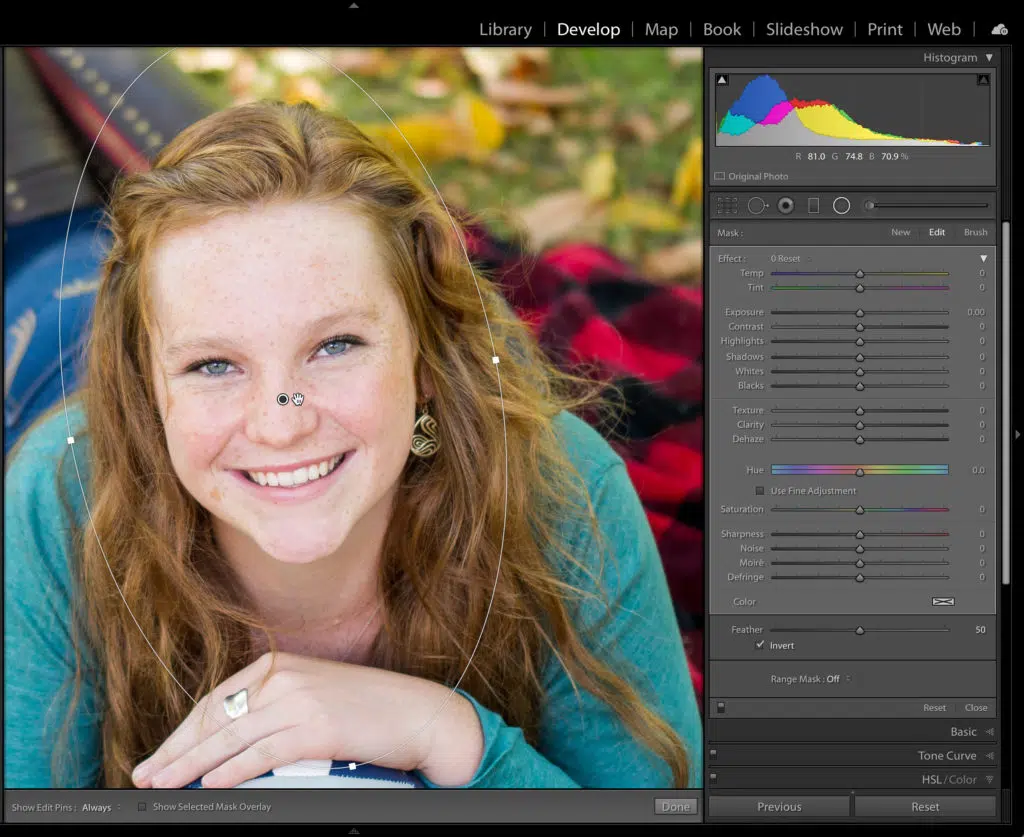 Library | Develop | Map | Book | Slideshow | Print | Web |
Histogram
R 81.0 G 74.8 B 70.9 %
Original Photo
Mask : New Edit Brush
Effect : 0 Reset
Temp 0
Tint 0
Exposure 0.00
Contrast 0
Highlights 0
Shadows 0
Whites 0
Blacks 0
Texture 0
Clarity 0
Dehaze 0
Hue 0.0
Use Fine Adjustment
Saturation 0
Sharpness 0
Noise 0
Moiré 0
Defringe 0
Color
Feather 50
Invert
Range Mask : Off
Reset Close
Basic
Tone Curve
HSL / Color
Show Edit Pins : Always Show Selected Mask Overlay Done
Previous Reset